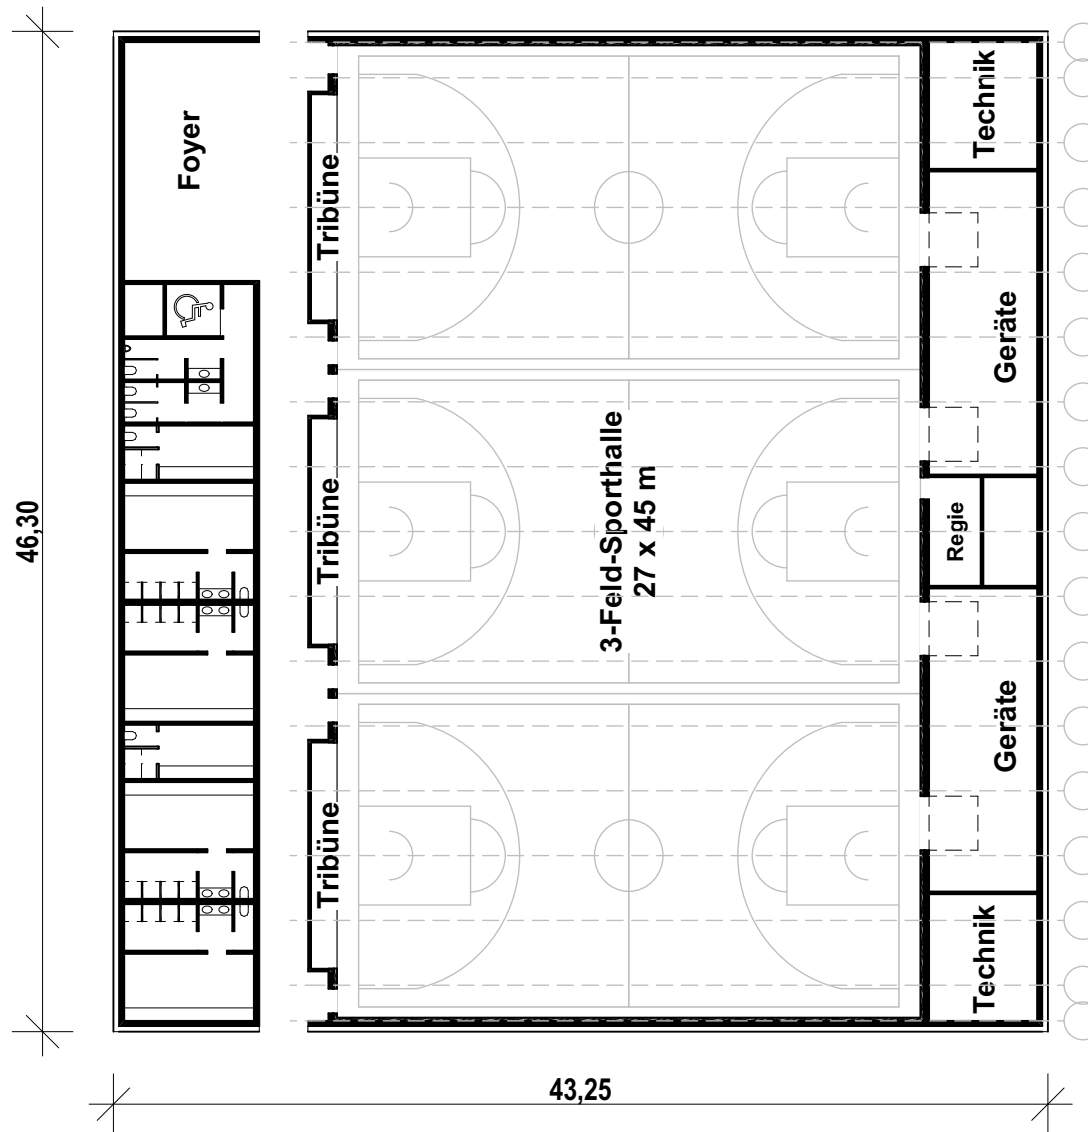 Foyer
Tribüne
Technik
Geräte
46,30
Tribüne
3-Feld-Sporthalle
27 x 45 m
Regie
Tribüne
Geräte
Technik
43,25